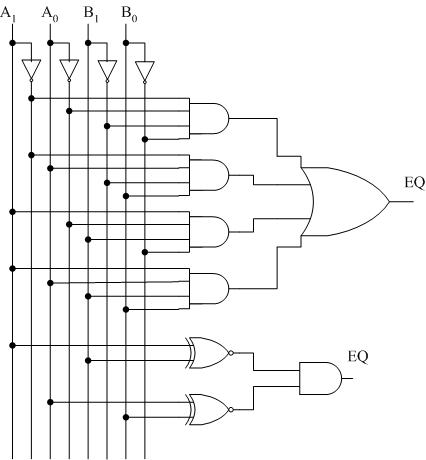 A₁ A₀ B₁ B₀
EQ
EQ